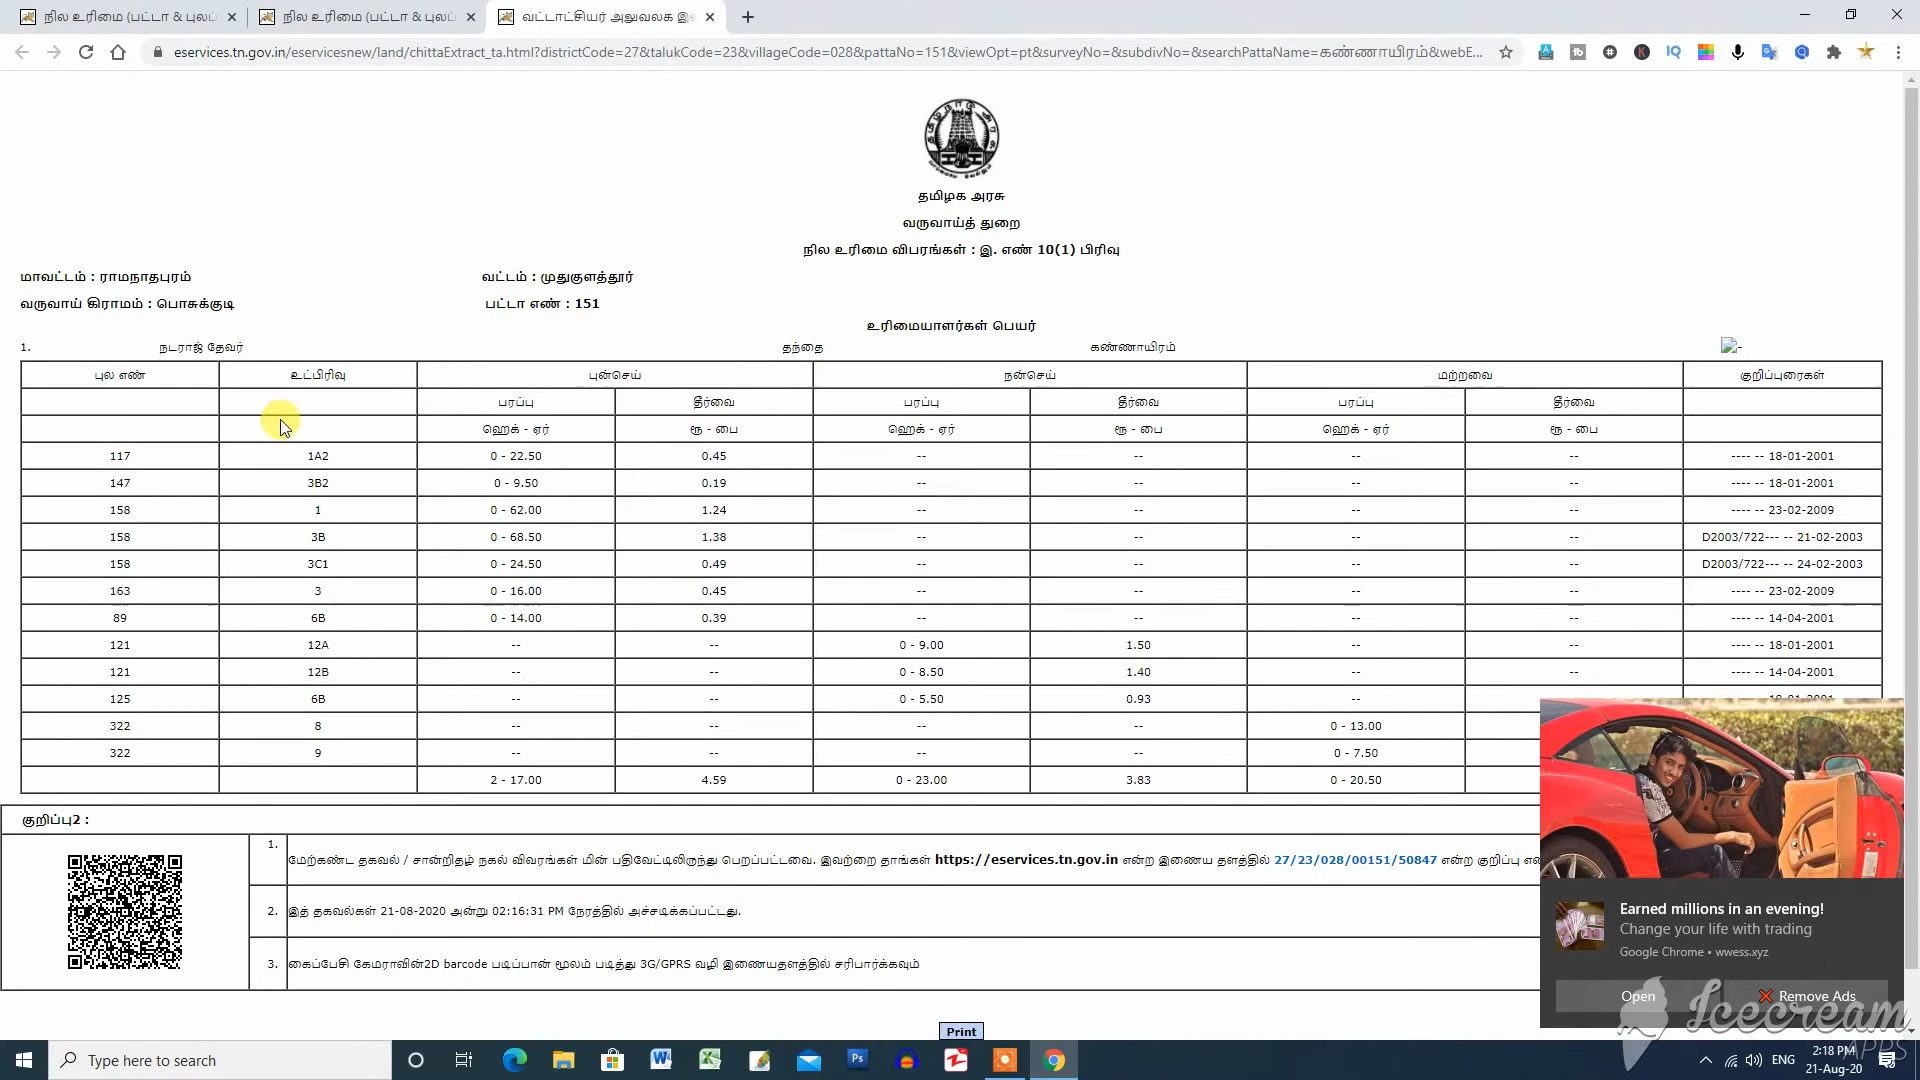 நில உரிமை (பட்டா & புலப்
நில உரிமை (பட்டா & புலப்
வட்டாட்சியர் அலுவலக இ
eservices.tn.gov.in/eservicesnew/land/chittaExtract_ta.html?districtCode=27&talukCode=23&villageCode=028&pattaNo=151&viewOpt=pt&surveyNo=&subdivNo=&searchPattaName=கண்ணாயிரம்&webE...
தமிழக அரசு
வருவாய்த் துறை
நில உரிமை விபரங்கள் : இ. எண் 10(1) பிரிவு
மாவட்டம் : ராமநாதபுரம் வட்டம் : முதுகுளத்தூர்
வருவாய் கிராமம் : பொசுக்குடி பட்டா எண் : 151
உரிமையாளர்கள் பெயர்
1. நடராஜ் தேவர் தந்தை கண்ணாயிரம் -
புல எண் உட்பிரிவு புன்செய் நன்செய் மற்றவை குறிப்புரைகள்
பரப்பு தீர்வை பரப்பு தீர்வை பரப்பு தீர்வை
ஹெக் - ஏர் ரூ - பை ஹெக் - ஏர் ரூ - பை ஹெக் - ஏர் ரூ - பை
117 1A2 0 - 22.50 0.45 -- -- -- -- ---- -- 18-01-2001
147 3B2 0 - 9.50 0.19 -- -- -- -- ---- -- 18-01-2001
158 1 0 - 62.00 1.24 -- -- -- -- ---- -- 23-02-2009
158 3B 0 - 68.50 1.38 -- -- -- -- D2003/722--- -- 21-02-2003
158 3C1 0 - 24.50 0.49 -- -- -- -- D2003/722--- -- 24-02-2003
163 3 0 - 16.00 0.45 -- -- -- -- ---- -- 23-02-2009
89 6B 0 - 14.00 0.39 -- -- -- -- ---- -- 14-04-2001
121 12A -- -- 0 - 9.00 1.50 -- -- ---- -- 18-01-2001
121 12B -- -- 0 - 8.50 1.40 -- -- ---- -- 14-04-2001
125 6B -- -- 0 - 5.50 0.93 --
322 8 -- -- -- -- 0 - 13.00
322 9 -- -- -- -- 0 - 7.50
2 - 17.00 4.59 0 - 23.00 3.83 0 - 20.50
குறிப்பு2 :
1. மேற்கண்ட தகவல் / சான்றிதழ் நகல் விவரங்கள் மின் பதிவேட்டிலிருந்து பெறப்பட்டவை. இவற்றை தாங்கள் https://eservices.tn.gov.in என்ற இணைய தளத்தில் 27/23/028/00151/50847 என்ற குறிப்பு
2. இத் தகவல்கள் 21-08-2020 அன்று 02:16:31 PM நேரத்தில் அச்சடிக்கப்பட்டது.
3. கைப்பேசி கேமராவின்2D barcode படிப்பான் மூலம் படித்து 3G/GPRS வழி இணையதளத்தில் சரிபார்க்கவும்
Print
Earned millions in an evening!
Change your life with trading
Google Chrome • wwess.xyz
Open Remove Ads
Icecream
APPS
Type here to search
ENG
2:18 PM
21-Aug-20